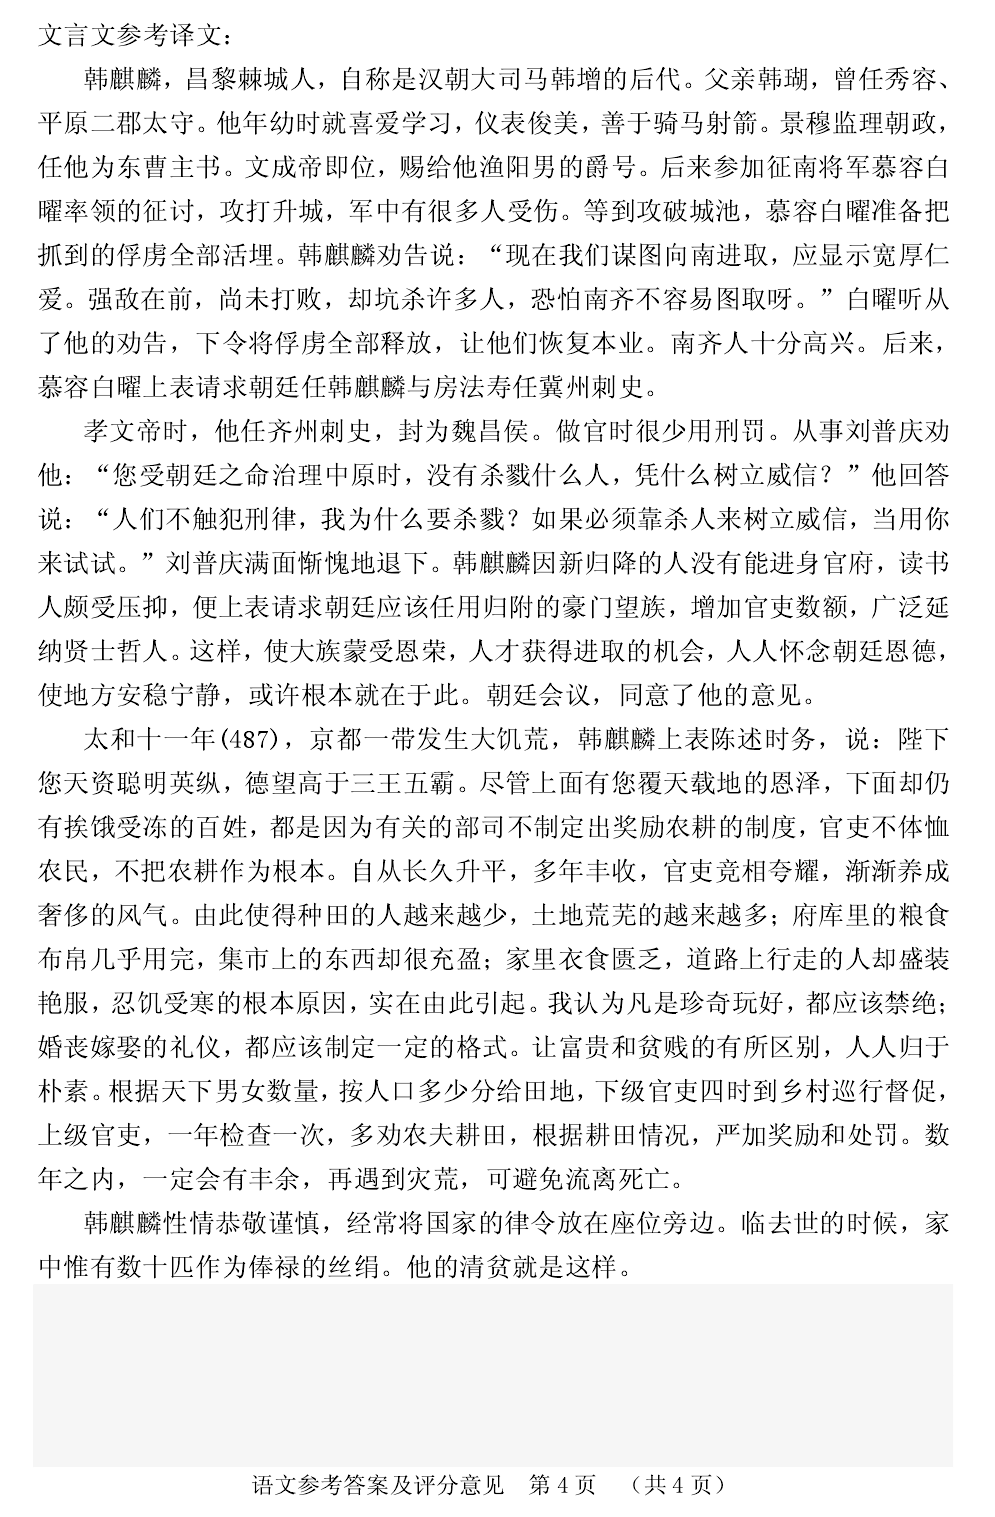 文言文参考译文：
韩麒麟，昌黎棘城人，自称是汉朝大司马韩增的后代。父亲韩瑚，曾任秀容、
平原二郡太守。他年幼时就喜爱学习，仪表俊美，善于骑马射箭。景穆监理朝政，
任他为东曹主书。文成帝即位，赐给他渔阳男的爵号。后来参加征南将军慕容白
曜率领的征讨，攻打升城，军中有很多人受伤。等到攻破城池，慕容白曜准备把
抓到的俘虏全部活埋。韩麒麟劝告说：“现在我们谋图向南进取，应显示宽厚仁
爱。强敌在前，尚未打败，却坑杀许多人，恐怕南齐不容易图取呀。”白曜听从
了他的劝告，下令将俘虏全部释放，让他们恢复本业。南齐人十分高兴。后来，
慕容白曜上表请求朝廷任韩麒麟与房法寿任冀州刺史。
孝文帝时，他任齐州刺史，封为魏昌侯。做官时很少用刑罚。从事刘普庆劝
他：“您受朝廷之命治理中原时，没有杀戮什么人，凭什么树立威信？”他回答
说：“人们不触犯刑律，我为什么要杀戮？如果必须靠杀人来树立威信，当用你
来试试。”刘普庆满面惭愧地退下。韩麒麟因新归降的人没有能进身官府，读书
人颇受压抑，便上表请求朝廷应该任用归附的豪门望族，增加官吏数额，广泛延
纳贤士哲人。这样，使大族蒙受恩荣，人才获得进取的机会，人人怀念朝廷恩德，
使地方安稳宁静，或许根本就在于此。朝廷会议，同意了他的意见。
太和十一年(487)，京都一带发生大饥荒，韩麒麟上表陈述时务，说：陛下
您天资聪明英纵，德望高于三王五霸。尽管上面有您覆天载地的恩泽，下面却仍
有挨饿受冻的百姓，都是因为有关的部司不制定出奖励农耕的制度，官吏不体恤
农民，不把农耕作为根本。自从长久升平，多年丰收，官吏竞相夸耀，渐渐养成
奢侈的风气。由此使得种田的人越来越少，土地荒芜的越来越多；府库里的粮食
布帛几乎用完，集市上的东西却很充盈；家里衣食匮乏，道路上行走的人却盛装
艳服，忍饥受寒的根本原因，实在由此引起。我认为凡是珍奇玩好，都应该禁绝；
婚丧嫁娶的礼仪，都应该制定一定的格式。让富贵和贫贱的有所区别，人人归于
朴素。根据天下男女数量，按人口多少分给田地，下级官吏四时到乡村巡行督促，
上级官吏，一年检查一次，多劝农夫耕田，根据耕田情况，严加奖励和处罚。数
年之内，一定会有丰余，再遇到灾荒，可避免流离死亡。
韩麒麟性情恭敬谨慎，经常将国家的律令放在座位旁边。临去世的时候，家
中惟有数十匹作为俸禄的丝绢。他的清贫就是这样。
语文参考答案及评分意见 第 4 页 （共 4 页）